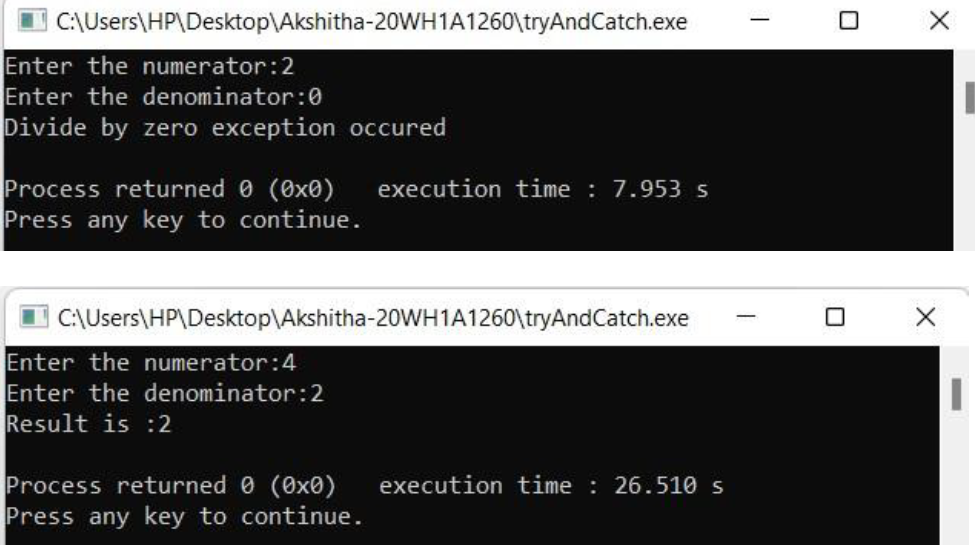 C:\Users\HP\Desktop\Akshitha-20WH1A1260\tryAndCatch.exe
Enter the numerator:2
Enter the denominator:0
Divide by zero exception occured
Process returned 0 (0x0)   execution time : 7.953 s
Press any key to continue.
C:\Users\HP\Desktop\Akshitha-20WH1A1260\tryAndCatch.exe
Enter the numerator:4
Enter the denominator:2
Result is :2
Process returned 0 (0x0)   execution time : 26.510 s
Press any key to continue.